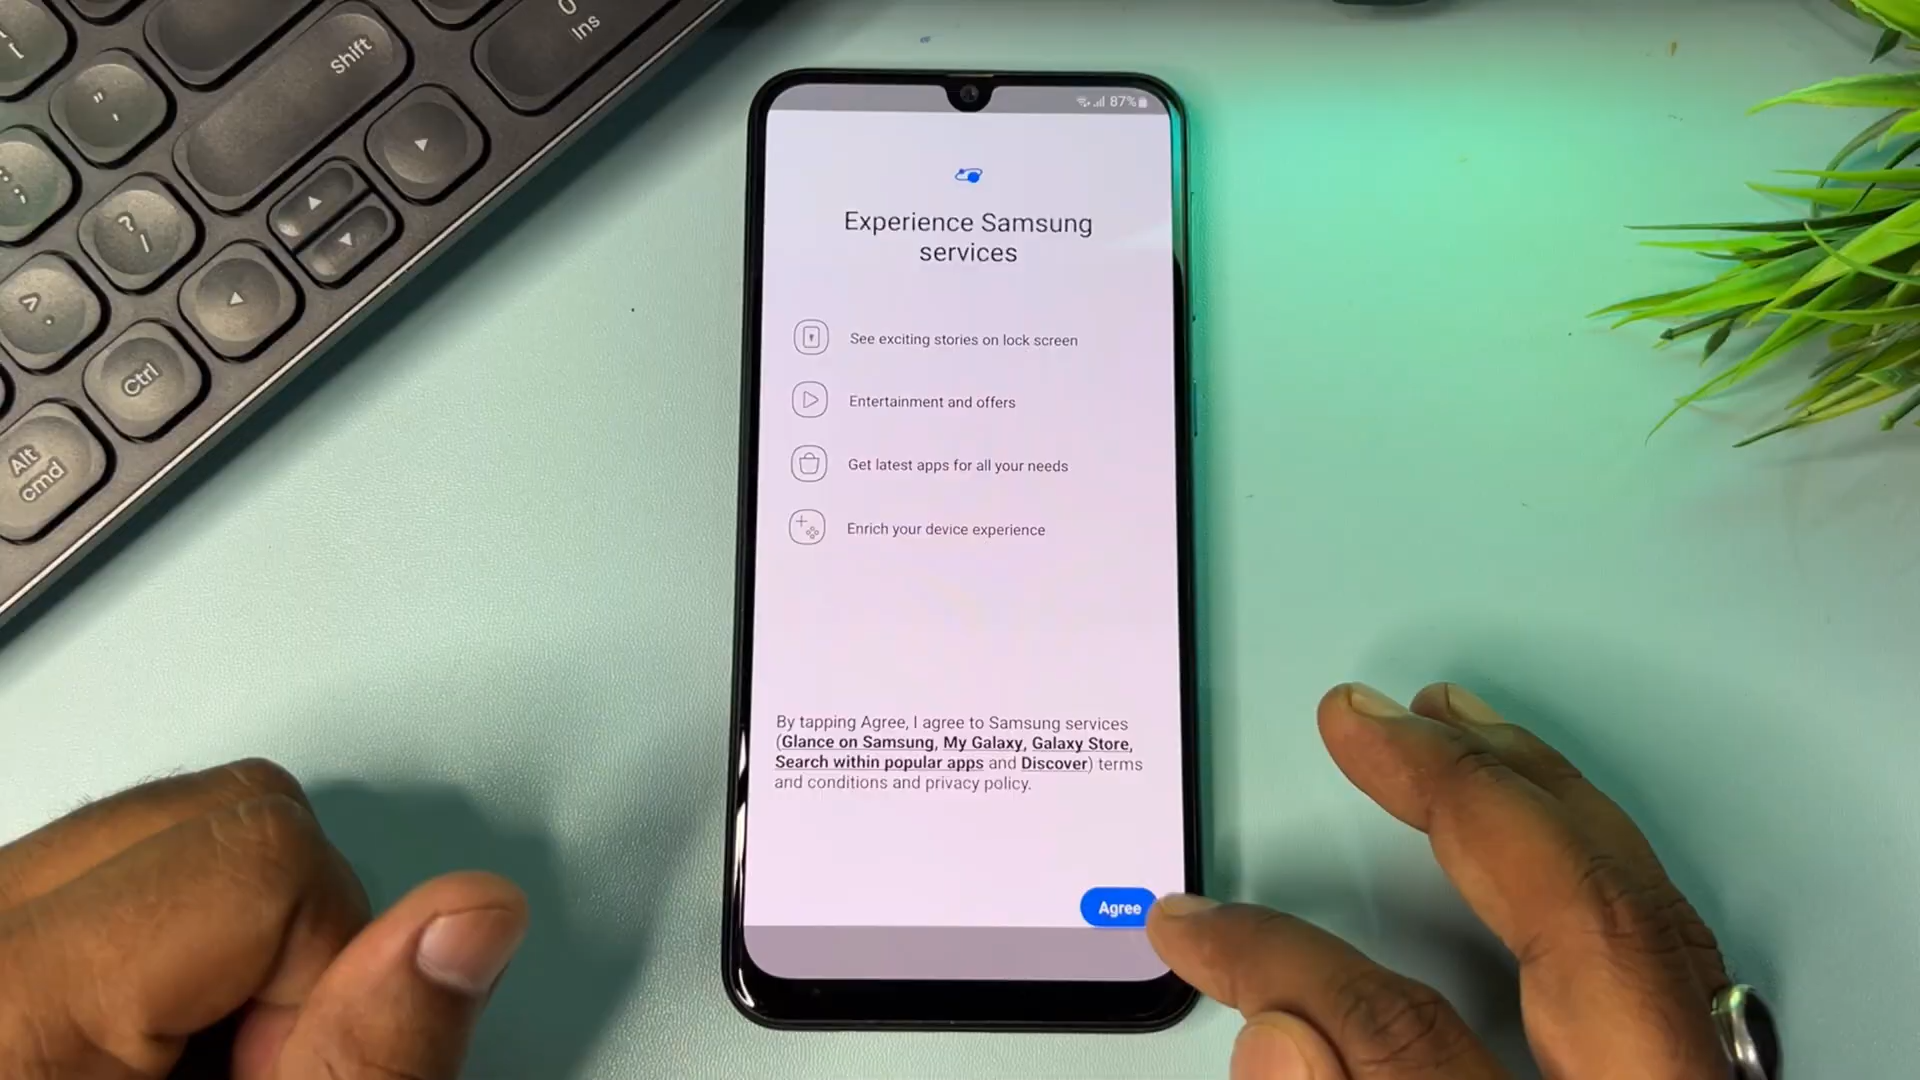 Shift
0
Ins
"
,
?
/
>
.
Ctrl
Alt
cmd
87%
Experience Samsung
services
See exciting stories on lock screen
Entertainment and offers
Get latest apps for all your needs
Enrich your device experience
By tapping Agree, I agree to Samsung services
(Glance on Samsung, My Galaxy, Galaxy Store,
Search within popular apps and Discover) terms
and conditions and privacy policy.
Agree